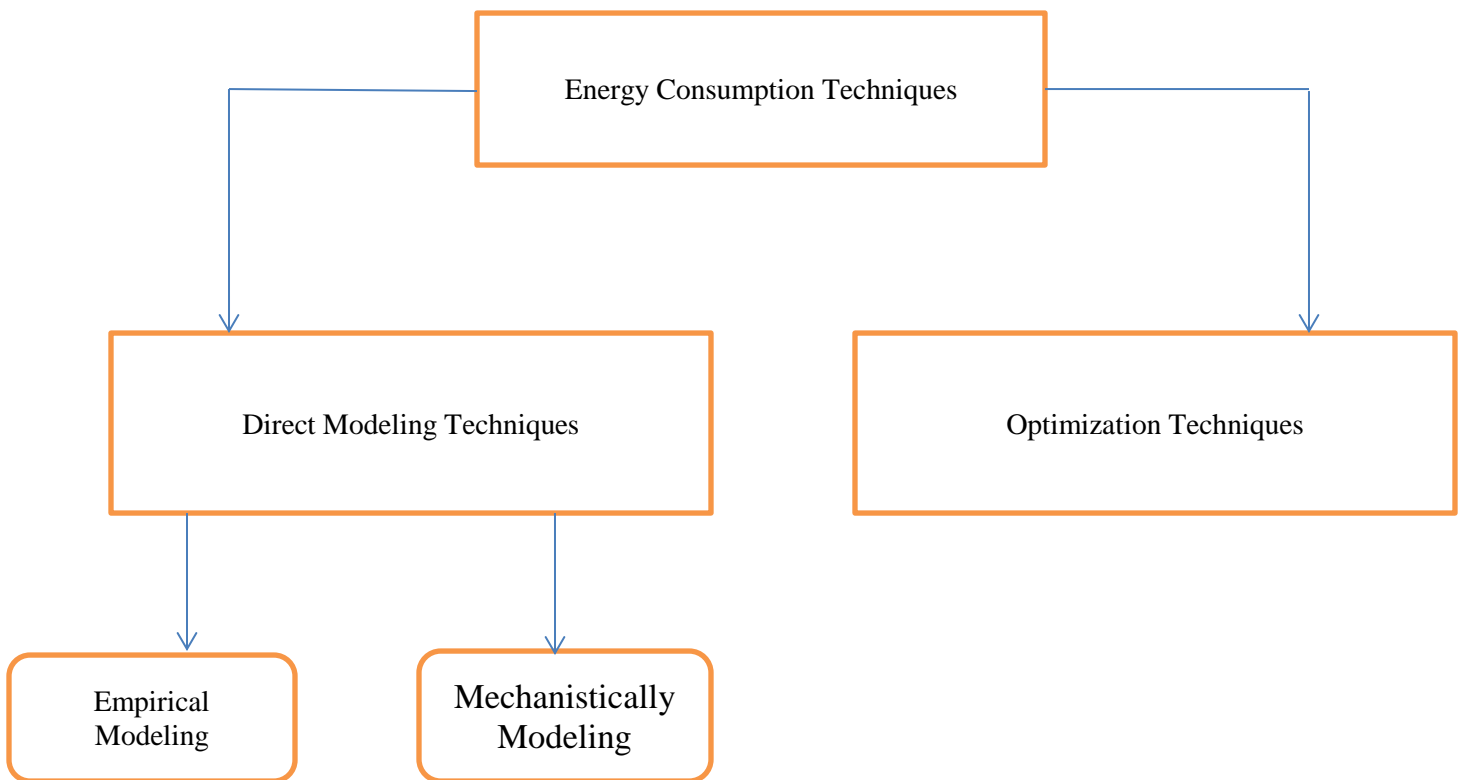 Energy Consumption Techniques
Direct Modeling Techniques
Optimization Techniques
Empirical
Modeling
Mechanistically
Modeling